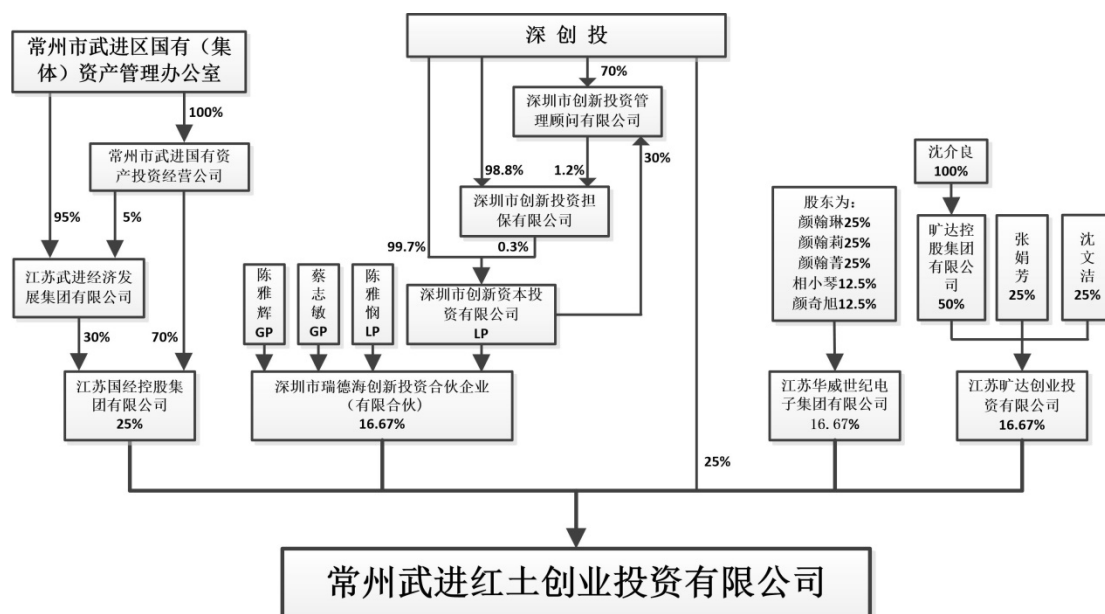 常州市武进区国有（集
体）资产管理办公室
深创投
70%
100%
深圳市创新投资管
理顾问有限公司
常州市武进国有资
产投资经营公司
98.8%
1.2%
30%
沈介良
100%
95%
5%
深圳市创新投资担
保有限公司
股东为：
颜翰琳25%
颜翰莉25%
颜翰菁25%
相小琴12.5%
颜奇旭12.5%
旷达控
股集团
有限公
司
50%
张
娟
芳
25%
沈
文
洁
25%
99.7%
0.3%
江苏武进经济发
展集团有限公司
陈
雅
辉
GP
蔡
志
敏
GP
陈
雅
悯
LP
深圳市创新资本投
资有限公司
LP
30%
70%
江苏国经控股集
团有限公司
25%
深圳市瑞德海创新投资合伙企业
（有限合伙)
16.67%
江苏华威世纪电
子集团有限公司
16.67%
江苏旷达创业投
资有限公司
16.67%
25%
常州武进红土创业投资有限公司